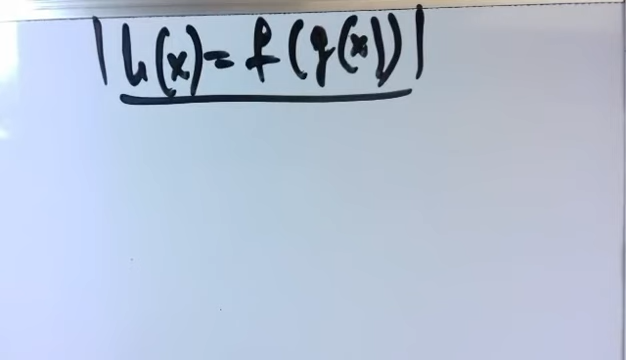 h(x) = f(g(x))